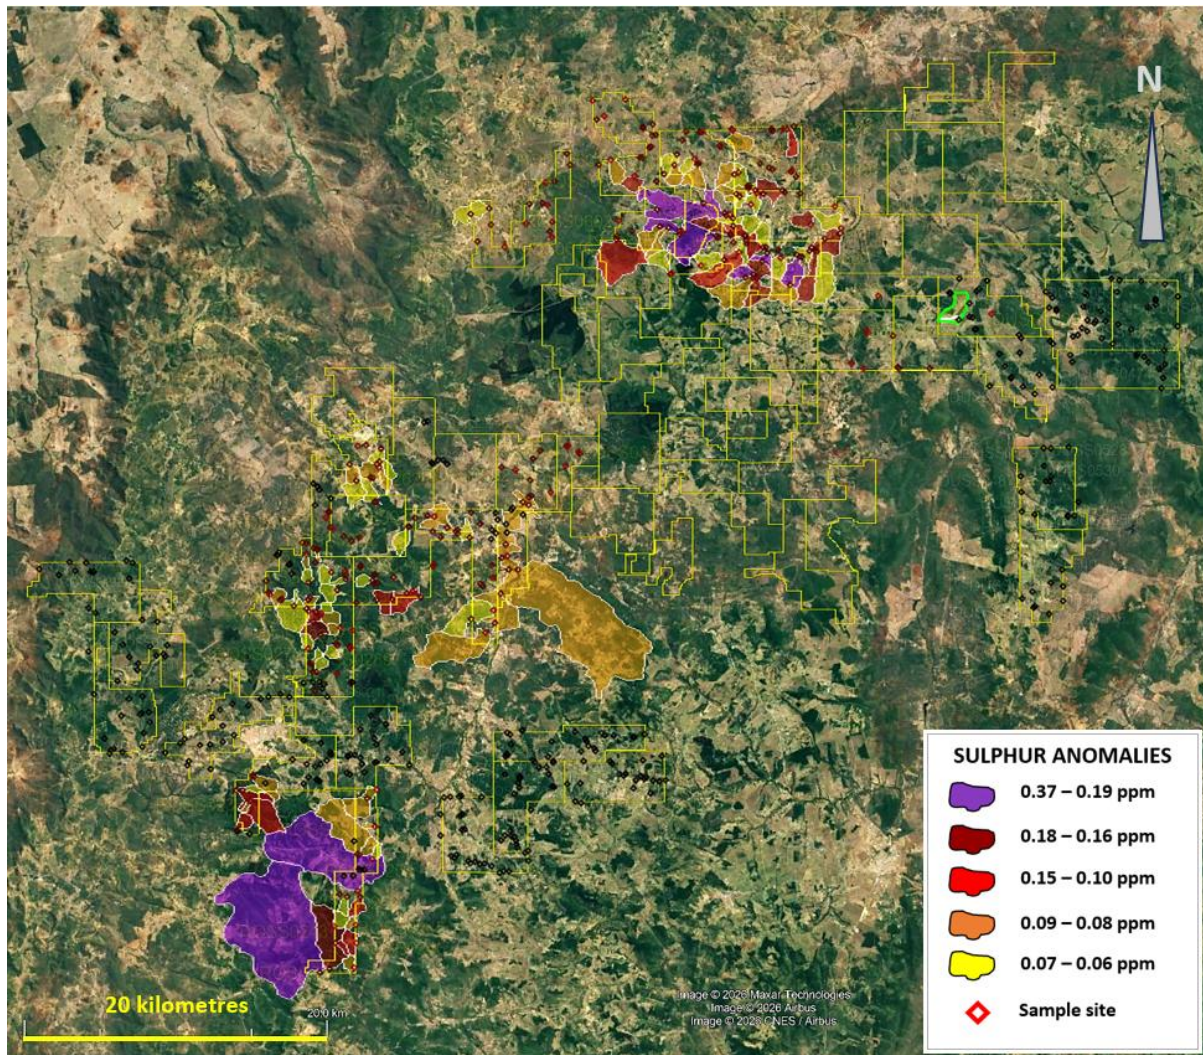 N
SULPHUR ANOMALIES
0.37 – 0.19 ppm
0.18 – 0.16 ppm
0.15 – 0.10 ppm
0.09 – 0.08 ppm
0.07 – 0.06 ppm
Sample site
20 kilometres
20.0 km
Image © 2026 Maxar Technologies
Image © 2026 Airbus
Image © 2026 CNES / Airbus